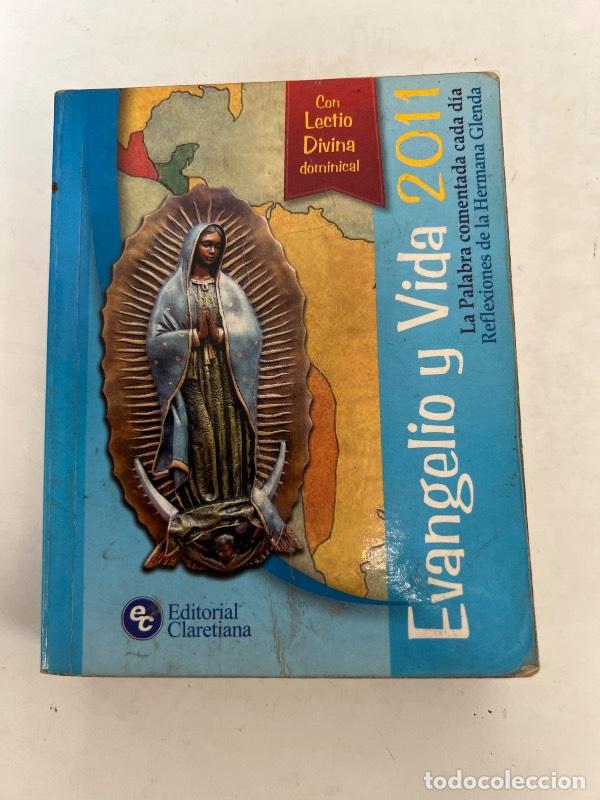 Con
Lectio
Divina
dominical
Evangelio y Vida 2011
La Palabra comentada cada día
Reflexiones de la Hermana Glenda
ec
Editorial
Claretiana
todocoleccion.net